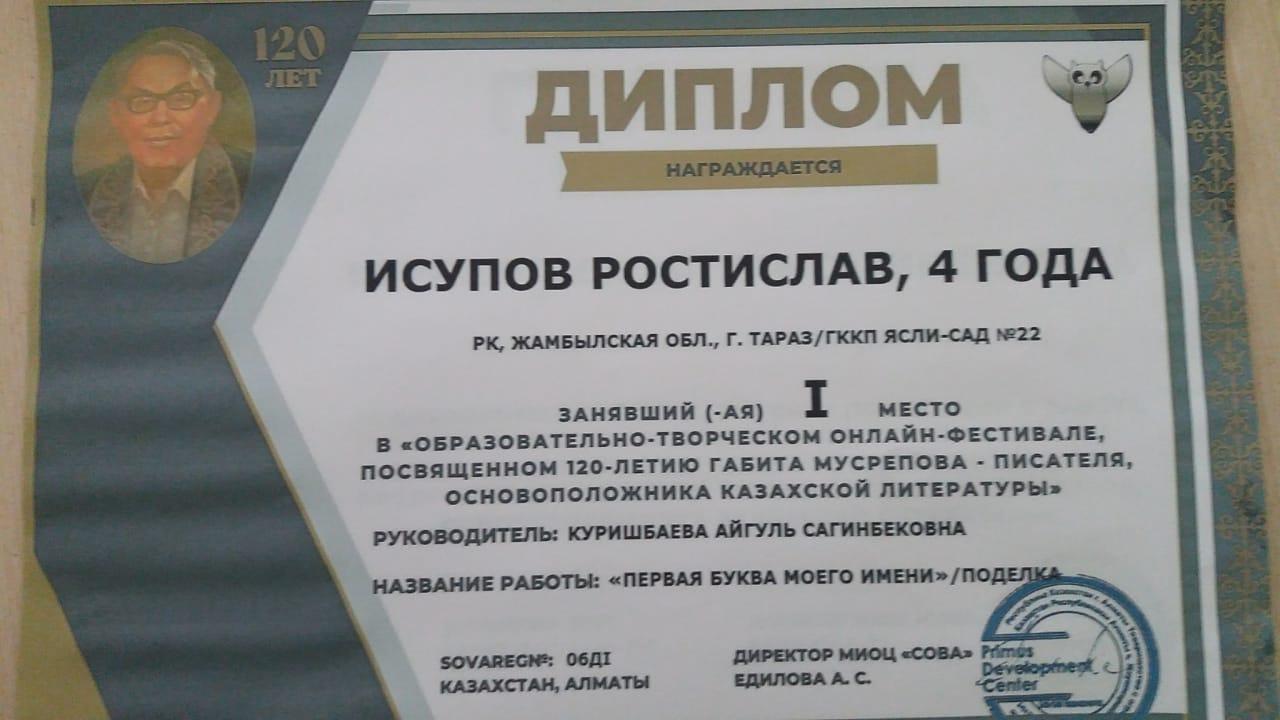 120
ЛЕТ
ДИПЛОМ
НАГРАЖДАЕТСЯ
ИСУПОВ РОСТИСЛАВ, 4 ГОДА
РК, ЖАМБЫЛСКАЯ ОБЛ., Г. ТАРАЗ/ГККП ЯСЛИ-САД №22
ЗАНЯВШИЙ (-АЯ) I МЕСТО
В «ОБРАЗОВАТЕЛЬНО-ТВОРЧЕСКОМ ОНЛАЙН-ФЕСТИВАЛЕ,
ПОСВЯЩЕННОМ 120-ЛЕТИЮ ГАБИТА МУСРЕПОВА - ПИСАТЕЛЯ,
ОСНОВОПОЛОЖНИКА КАЗАХСКОЙ ЛИТЕРАТУРЫ»
РУКОВОДИТЕЛЬ: КУРИШБАЕВА АЙГУЛЬ САГИНБЕКОВНА
НАЗВАНИЕ РАБОТЫ: «ПЕРВАЯ БУКВА МОЕГО ИМЕНИ»/ПОДЕЛКА
SOVAREG№: 06ДІ
КАЗАХСТАН, АЛМАТЫ
ДИРЕКТОР МИОЦ «СОВА»
ЕДИЛОВА А. С.
Primus
Development
Center